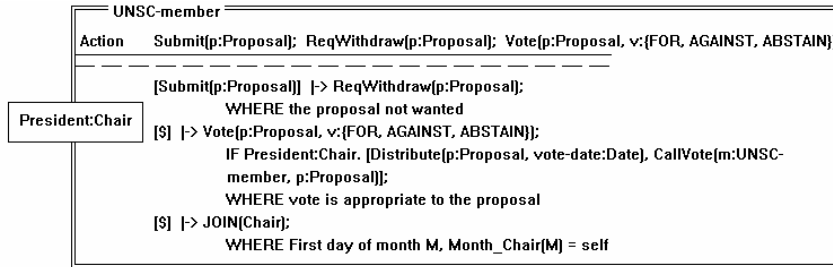 UNSC-member
Action Submit(p:Proposal); ReqWithdraw(p:Proposal); Vote(p:Proposal, v:{FOR, AGAINST, ABSTAIN}
[Submit(p:Proposal)] |-> ReqWithdraw(p:Proposal);
WHERE the proposal not wanted
President:Chair
[$] |-> Vote(p:Proposal, v:{FOR, AGAINST, ABSTAIN});
IF President:Chair. [Distribute(p:Proposal, vote-date:Date), CallVote(m:UNSC-
member, p:Proposal)];
WHERE vote is appropriate to the proposal
[$] |-> JOIN(Chair);
WHERE First day of month M, Month_Chair(M) = self